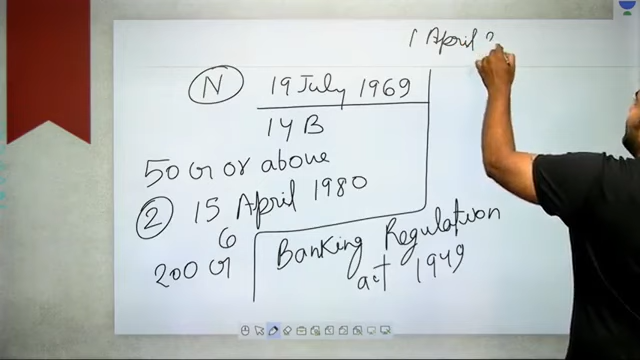 1 April 2
N 19 July 1969
14 B
50 Cr or above
2 15 April 1980
6
200 Cr
Banking Regulation
act 1949